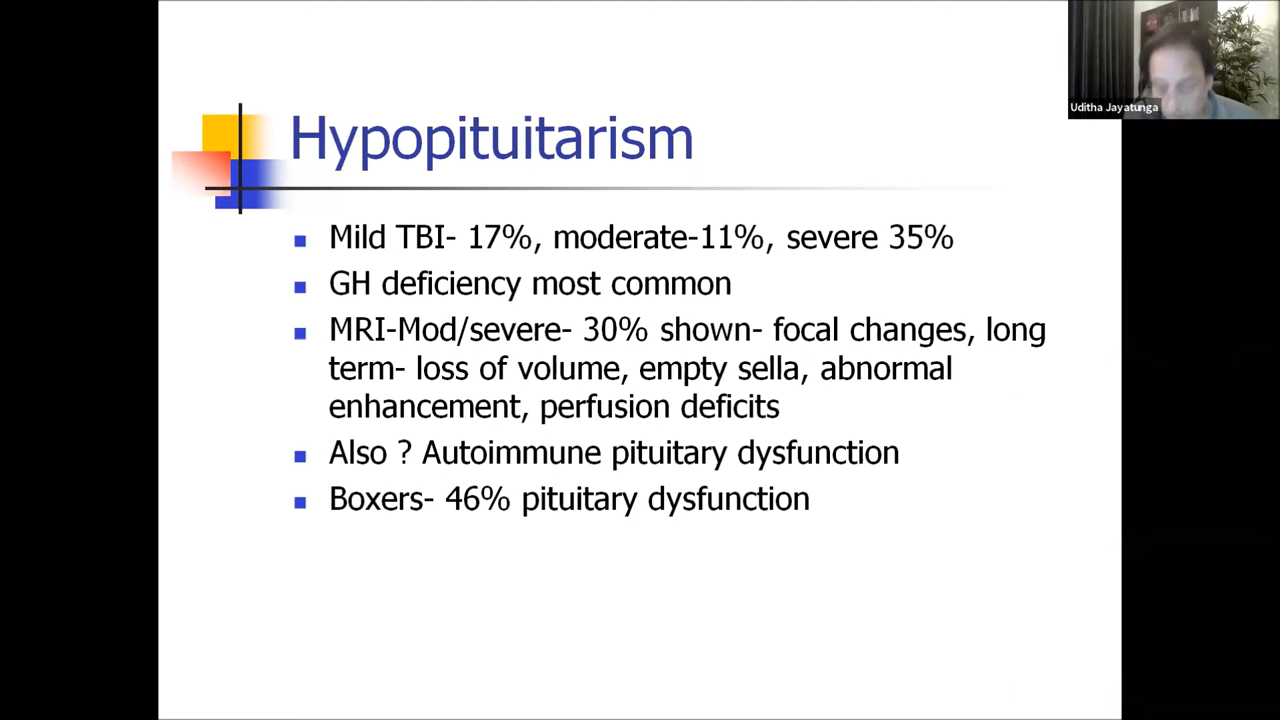 Uditha Jayatunga
Hypopituitarism
Mild TBI- 17%, moderate-11%, severe 35%
GH deficiency most common
MRI-Mod/severe- 30% shown- focal changes, long
term- loss of volume, empty sella, abnormal
enhancement, perfusion deficits
Also ? Autoimmune pituitary dysfunction
Boxers- 46% pituitary dysfunction